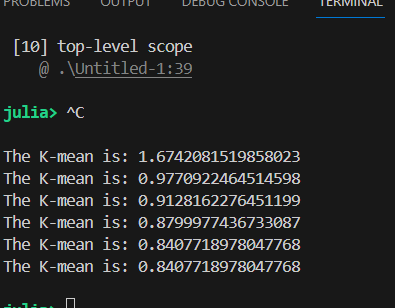 PROBLEMS OUTPUT DEBUG CONSOLE TERMINAL
[10] top-level scope
@ .\Untitled-1:39
julia> ^C
The K-mean is: 1.6742081519858023
The K-mean is: 0.9770922464514598
The K-mean is: 0.9128162276451199
The K-mean is: 0.8799977436733087
The K-mean is: 0.8407718978047768
The K-mean is: 0.8407718978047768
julia>